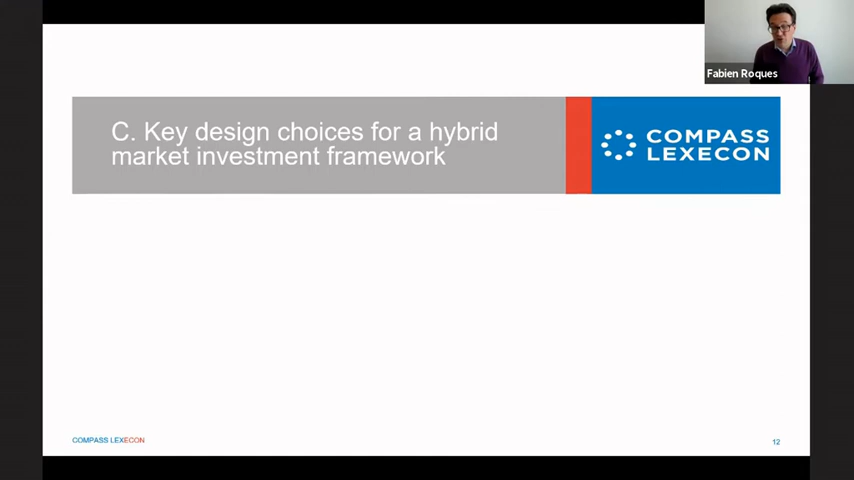 Fabien Roques
C. Key design choices for a hybrid
market investment framework
COMPASS
LEXECON
COMPASS LEXECON
12